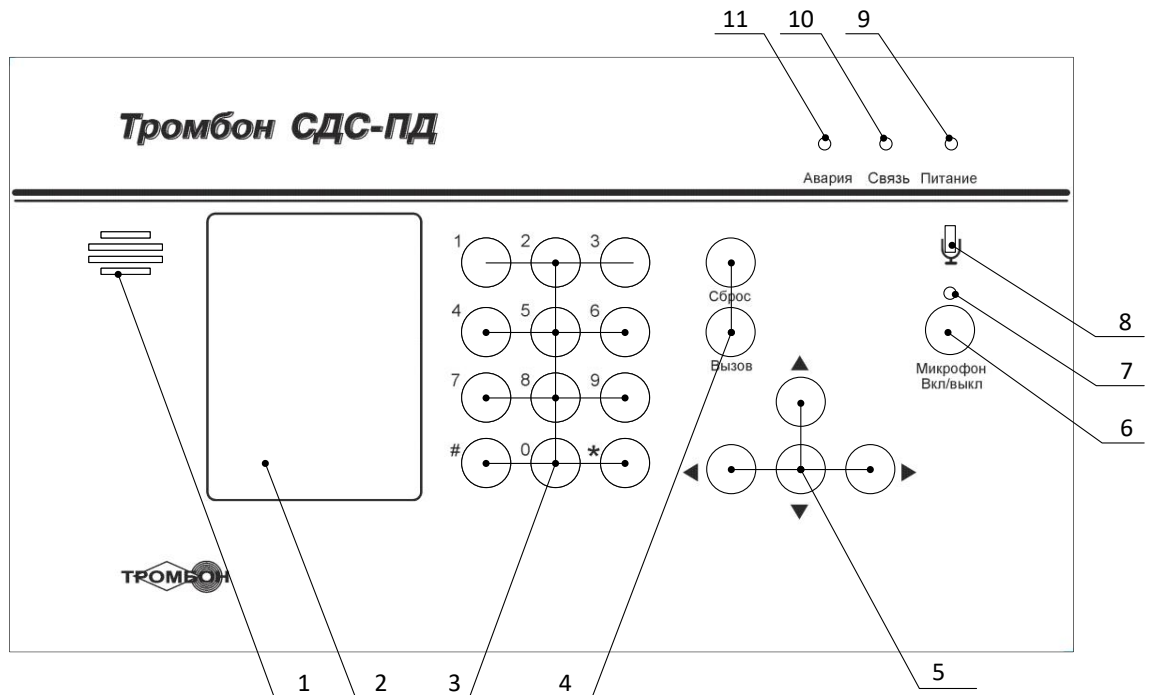 11 10 9
Тромбон СДС-ПД
Авария Связь Питание
1 2 3
Сброс
4 5 6
8
Вызов
Микрофон
Вкл/выкл
7
7 8 9
6
# 0 *
ТРОМБОН
1 2 3 4 5